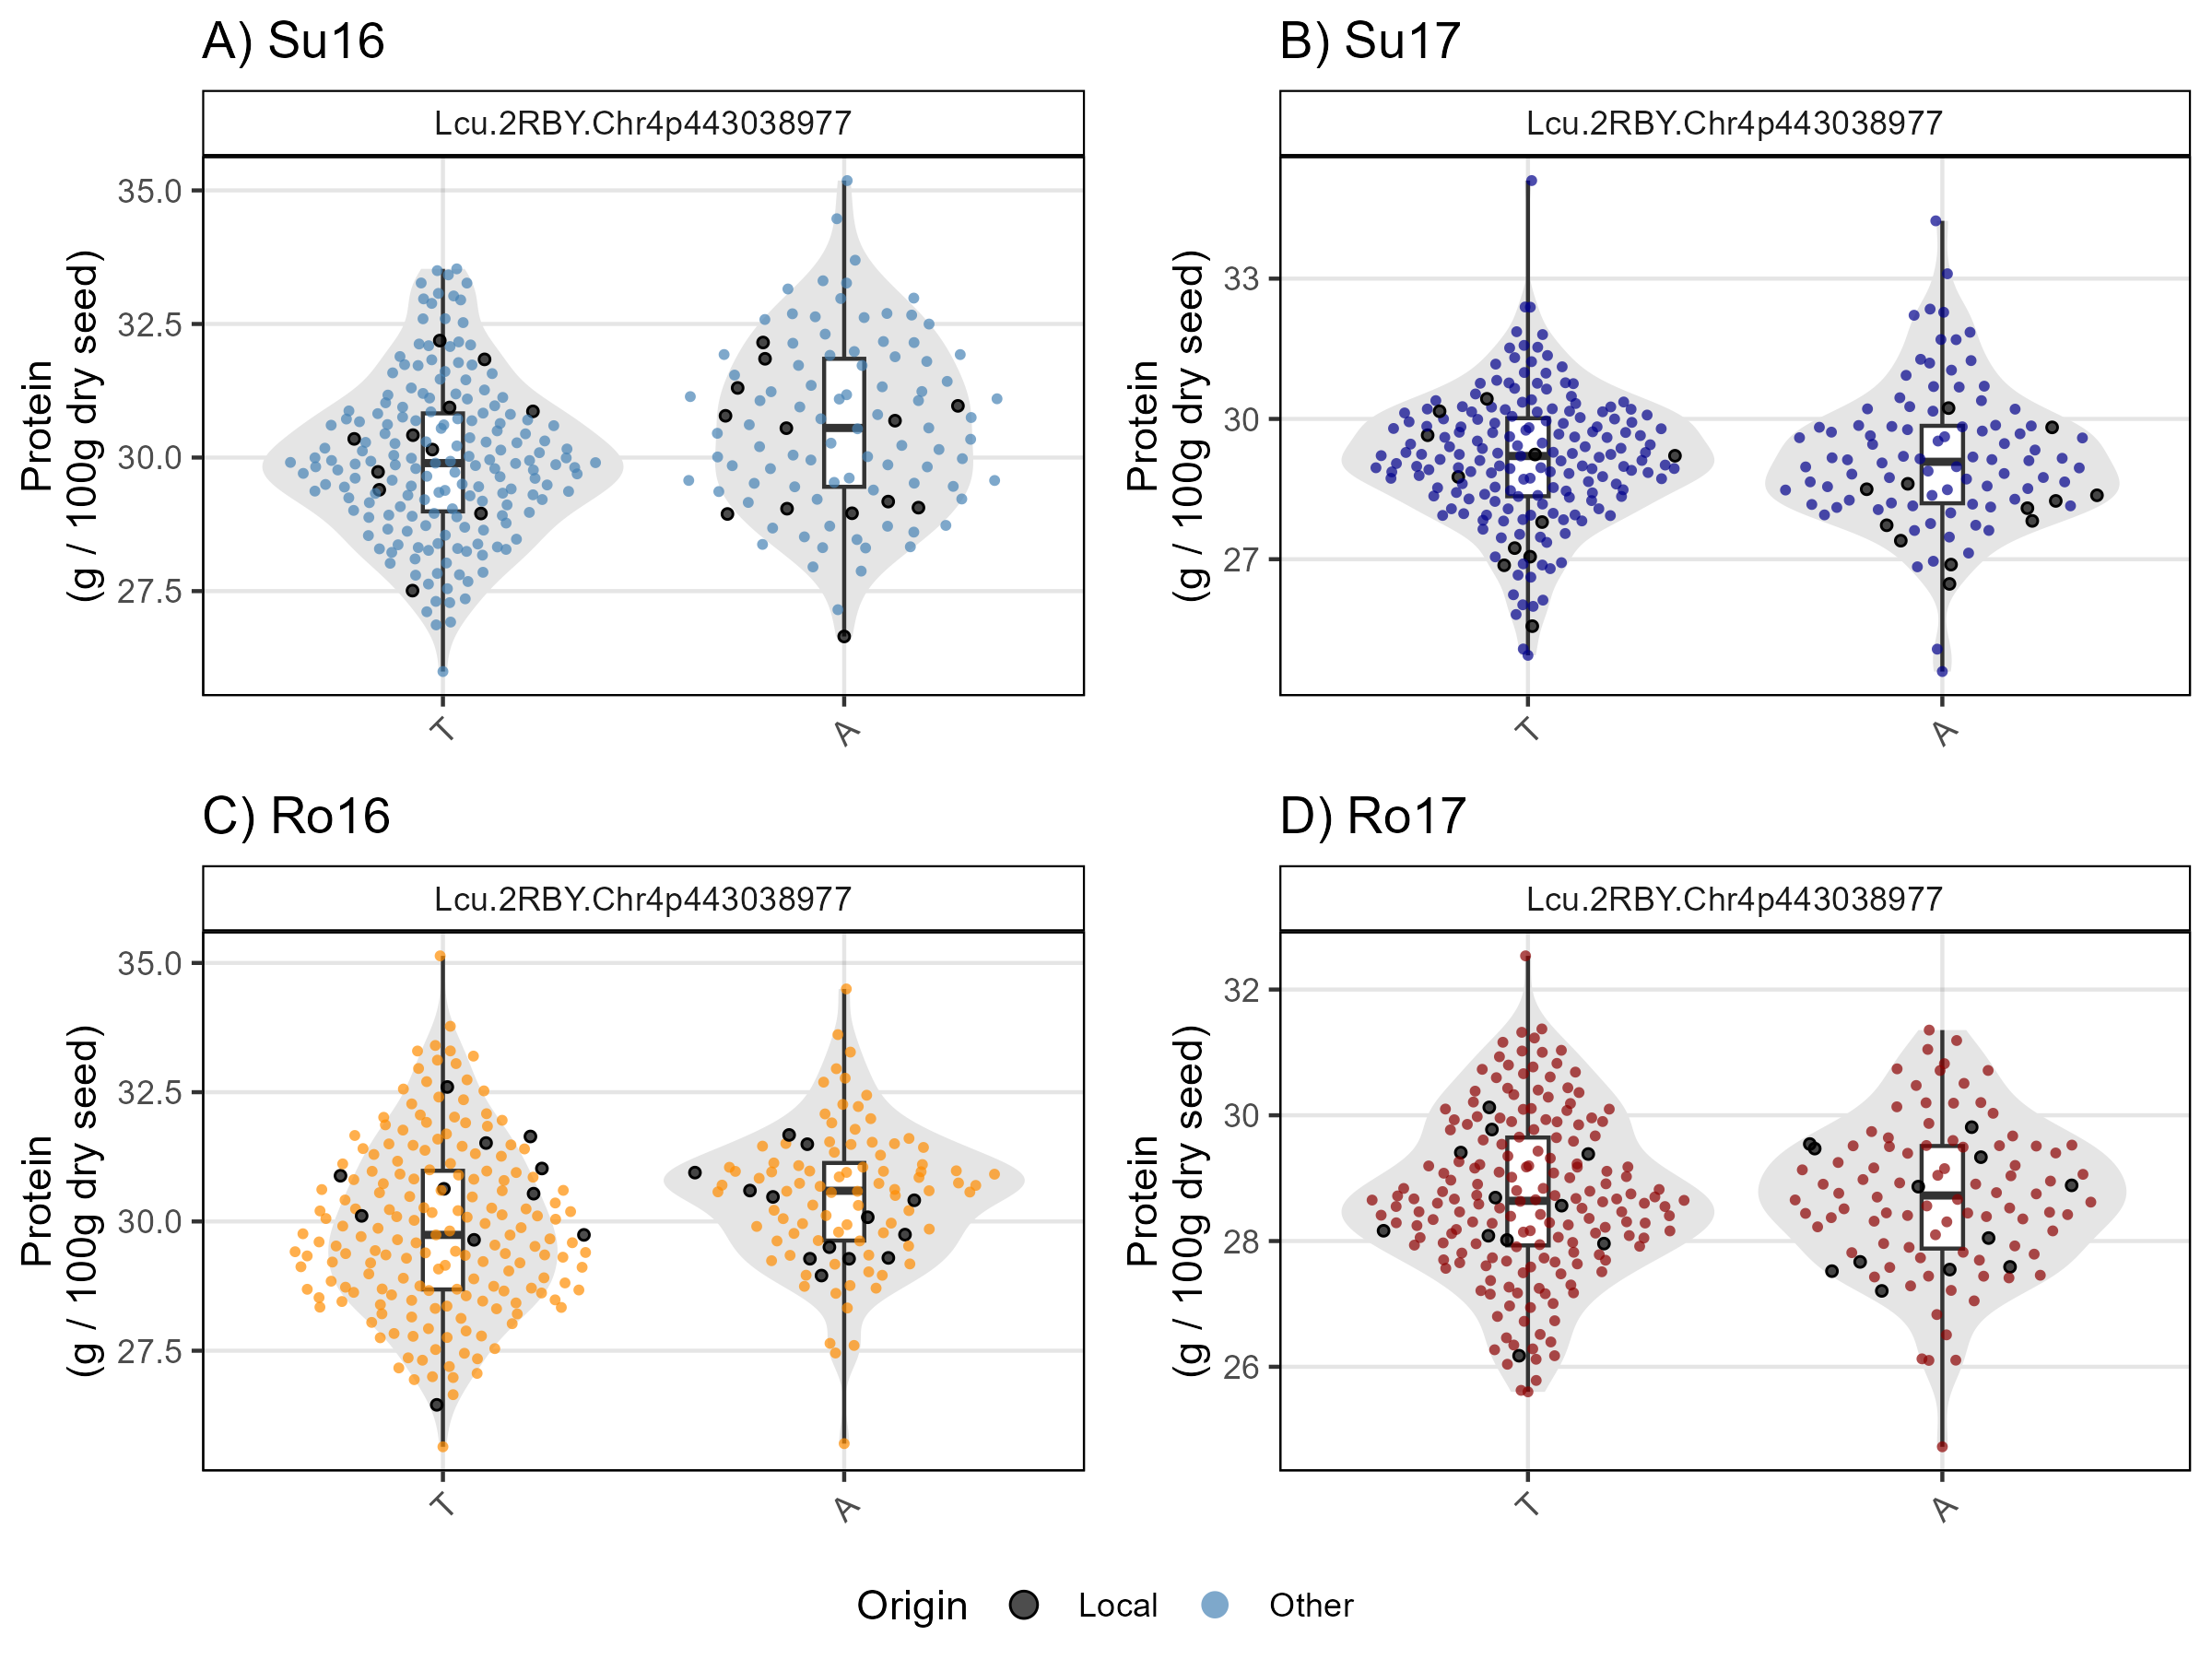 A) Su16
Lcu.2RBY.Chr4p443038977
Protein
(g / 100g dry seed)
35.0
32.5
30.0
27.5
T
A
B) Su17
Lcu.2RBY.Chr4p443038977
Protein
(g / 100g dry seed)
33
30
27
T
A
C) Ro16
Lcu.2RBY.Chr4p443038977
Protein
(g / 100g dry seed)
35.0
32.5
30.0
27.5
T
A
D) Ro17
Lcu.2RBY.Chr4p443038977
Protein
(g / 100g dry seed)
32
30
28
26
T
A
Origin
Local
Other